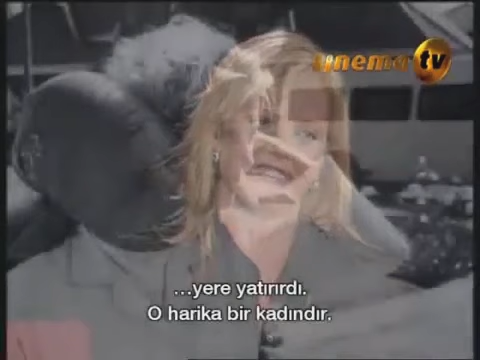 cinema tv
...yere yatırırdı.
O harika bir kadındır.